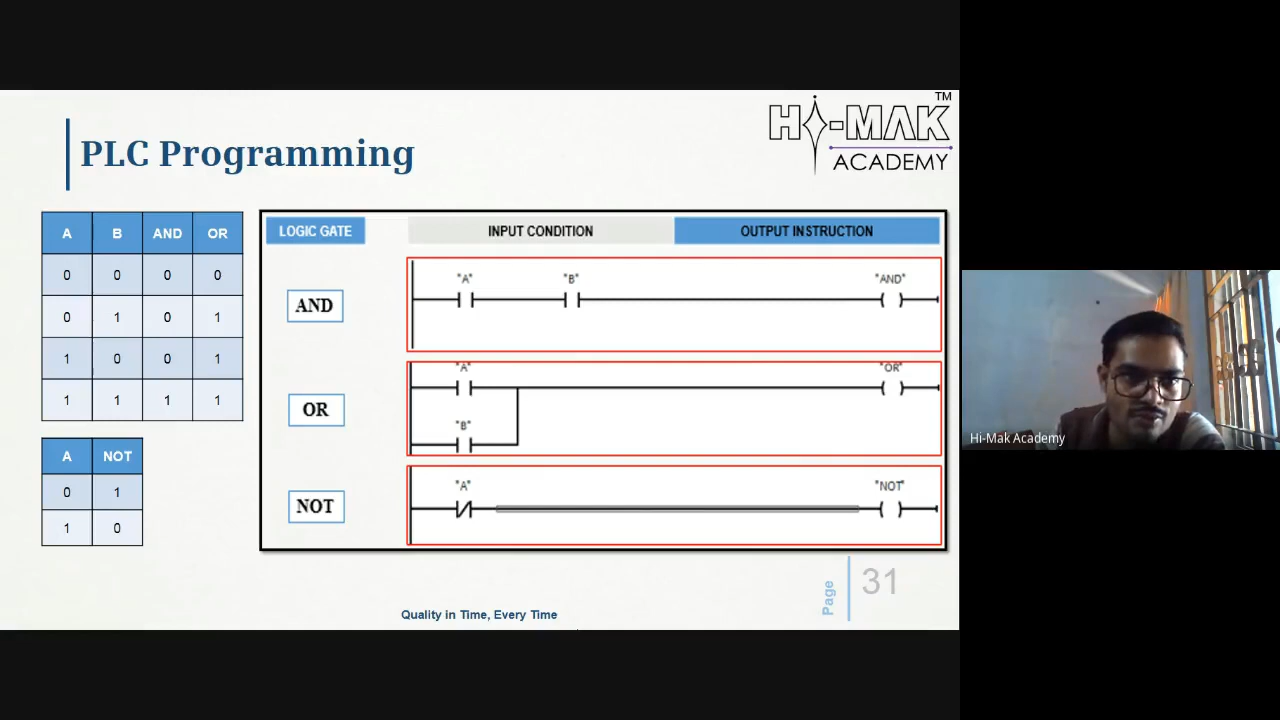 TM
HI-MAK
ACADEMY
PLC Programming
A B AND OR
0 0 0 0
0 1 0 1
1 0 0 1
1 1 1 1
A NOT
0 1
1 0
LOGIC GATE INPUT CONDITION OUTPUT INSTRUCTION
AND
"A" "B" "AND"
OR
"A" "OR"
"B"
NOT
"A" "NOT"
Page 31
Quality in Time, Every Time
Hi-Mak Academy